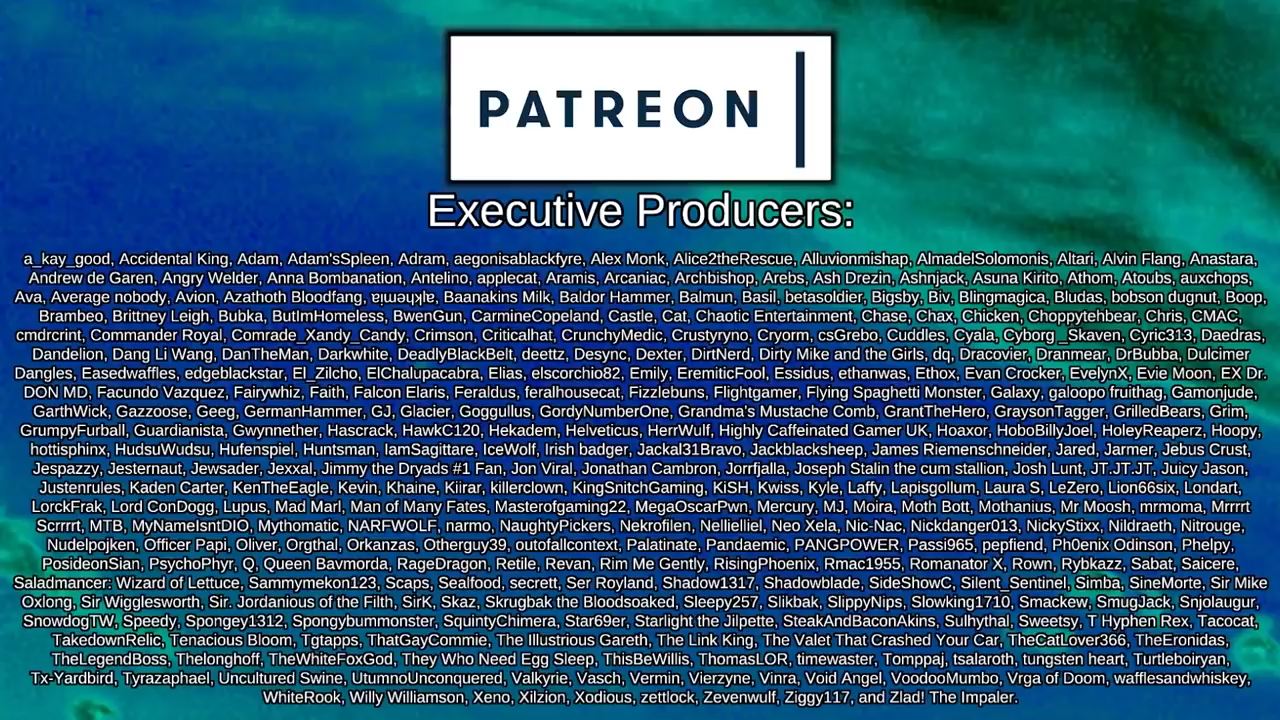 PATREON
Executive Producers:
a_kay_good, Accidental King, Adam, Adam'sSpleen, Adram, aegonisablackfyre, Alex Monk, Alice2theRescue, Alluvionmishap, AlmadelSolomonis, Altari, Alvin Flang, Anastara,
Andrew de Garen, Angry Welder, Anna Bombanation, Antelino, applecat, Aramis, Arcaniac, Archbishop, Arebs, Ash Drezin, Ashnjack, Asuna Kirito, Athom, Atoubs, auxchops,
Ava, Average nobody, Avion, Azathoth Bloodfang, Baanakins Milk, Baldor Hammer, Balmun, Basil, betasoldier, Bigsby, Biv, Blingmagica, Bludas, bobson dugnut, Boop,
Brambeo, Brittney Leigh, Bubka, ButImHomeless, BwenGun, CarmineCopeland, Castle, Cat, Chaotic Entertainment, Chase, Chax, Chicken, Choppytehbear, Chris, CMAC,
cmdrcrint, Commander Royal, Comrade_Xandy_Candy, Crimson, Criticalhat, CrunchyMedic, Crustyryno, Cryorm, csGrebo, Cuddles, Cyala, Cyborg _Skaven, Cyric313, Daedras,
Dandelion, Dang Li Wang, DanTheMan, Darkwhite, DeadlyBlackBelt, deettz, Desync, Dexter, DirtNerd, Dirty Mike and the Girls, dq, Dracovier, Dranmear, DrBubba, Dulcimer
Dangles, Easedwaffles, edgeblackstar, El_Zilcho, ElChalupacabra, Elias, elscorchio82, Emily, EremiticFool, Essidus, ethanwas, Ethox, Evan Crocker, EvelynX, Evie Moon, EX Dr.
DON MD, Facundo Vazquez, Fairywhiz, Faith, Falcon Elaris, Feraldus, feralhousecat, Fizzlebuns, Flightgamer, Flying Spaghetti Monster, Galaxy, galoopo fruithag, Gamonjude,
GarthWick, Gazzoose, Geeg, GermanHammer, GJ, Glacier, Goggullus, GordyNumberOne, Grandma's Mustache Comb, GrantTheHero, GraysonTagger, GrilledBears, Grim,
GrumpyFurball, Guardianista, Gwynnether, Hascrack, HawkC120, Hekadem, Helveticus, HerrWulf, Highly Caffeinated Gamer UK, Hoaxor, HoboBillyJoel, HoleyReaperz, Hoopy,
hottisphinx, HudsuWudsu, Hufenspiel, Huntsman, IamSagittare, IceWolf, Irish badger, Jackal31Bravo, Jackblacksheep, James Riemenschneider, Jared, Jarmer, Jebus Crust,
Jespazzy, Jesternaut, Jewsader, Jexxal, Jimmy the Dryads #1 Fan, Jon Viral, Jonathan Cambron, Jorrfjalla, Joseph Stalin the cum stallion, Josh Lunt, JT.JT.JT, Juicy Jason,
Justenrules, Kaden Carter, KenTheEagle, Kevin, Khaine, Kiirar, killerclown, KingSnitchGaming, KiSH, Kwiss, Kyle, Laffy, Lapisgollum, Laura S, LeZero, Lion66six, Londart,
LorckFrak, Lord ConDogg, Lupus, Mad Marl, Man of Many Fates, Masterofgaming22, MegaOscarPwn, Mercury, MJ, Moira, Moth Bott, Mothanius, Mr Moosh, mrmoma, Mrrrrt
Scrrrrt, MTB, MyNameIsntDIO, Mythomatic, NARFWOLF, narmo, NaughtyPickers, Nekrofilen, Nellielliel, Neo Xela, Nic-Nac, Nickdanger013, NickyStixx, Nildraeth, Nitrouge,
Nudelpojken, Officer Papi, Oliver, Orgthal, Orkanzas, Otherguy39, outofallcontext, Palatinate, Pandaemic, PANGPOWER, Passi965, pepfiend, Ph0enix Odinson, Phelpy,
PosideonSian, PsychoPhyr, Q, Queen Bavmorda, RageDragon, Retile, Revan, Rim Me Gently, RisingPhoenix, Rmac1955, Romanator X, Rown, Rybkazz, Sabat, Saicere,
Saladmancer: Wizard of Lettuce, Sammymekon123, Scaps, Sealfood, secrett, Ser Royland, Shadow1317, Shadowblade, SideShowC, Silent_Sentinel, Simba, SineMorte, Sir Mike
Oxlong, Sir Wigglesworth, Sir. Jordanious of the Filth, SirK, Skaz, Skrugbak the Bloodsoaked, Sleepy257, Slikbak, SlippyNips, Slowking1710, Smackew, SmugJack, Snjolaugur,
SnowdogTW, Speedy, Spongey1312, Spongybummonster, SquintyChimera, Star69er, Starlight the Jilpette, SteakAndBaconAkins, Sulhythal, Sweetsy, T Hyphen Rex, Tacocat,
TakedownRelic, Tenacious Bloom, Tgtapps, ThatGayCommie, The Illustrious Gareth, The Link King, The Valet That Crashed Your Car, TheCatLover366, TheEronidas,
TheLegendBoss, Thelonghoff, TheWhiteFoxGod, They Who Need Egg Sleep, ThisBeWillis, ThomasLOR, timewaster, Tomppaj, tsalaroth, tungsten heart, Turtleboiryan,
Tx-Yardbird, Tyrazaphael, Uncultured Swine, UtumnoUnconquered, Valkyrie, Vasch, Vermin, Vierzyne, Vinra, Void Angel, VoodooMumbo, Vrga of Doom, wafflesandwhiskey,
WhiteRook, Willy Williamson, Xeno, Xilzion, Xodious, zettlock, Zevenwulf, Ziggy117, and Zlad! The Impaler.